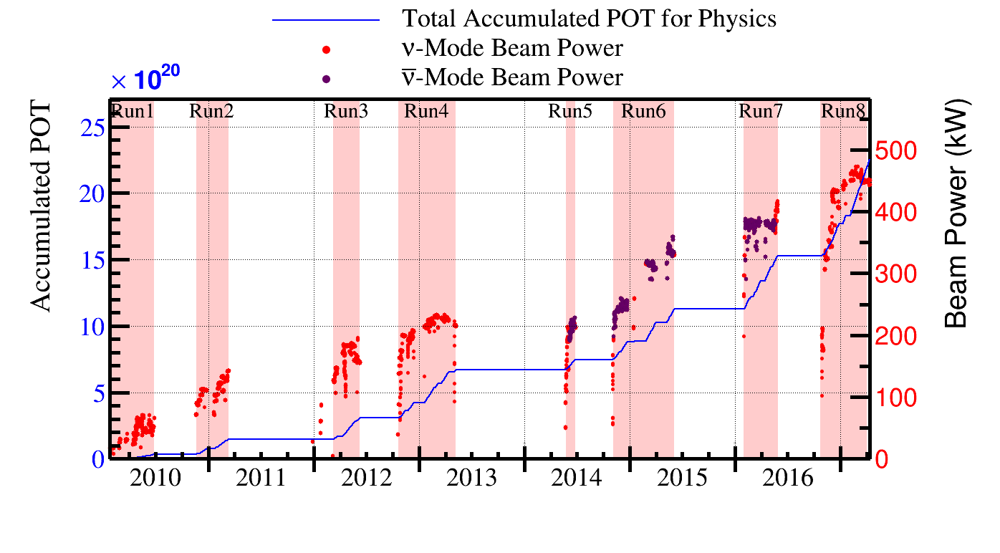 Total Accumulated POT for Physics
ν-Mode Beam Power
ν̅-Mode Beam Power
× 10²⁰
Accumulated POT
Beam Power (kW)
Run1 Run2 Run3 Run4 Run5 Run6 Run7 Run8
25
20
15
10
5
0
500
400
300
200
100
0
2010 2011 2012 2013 2014 2015 2016